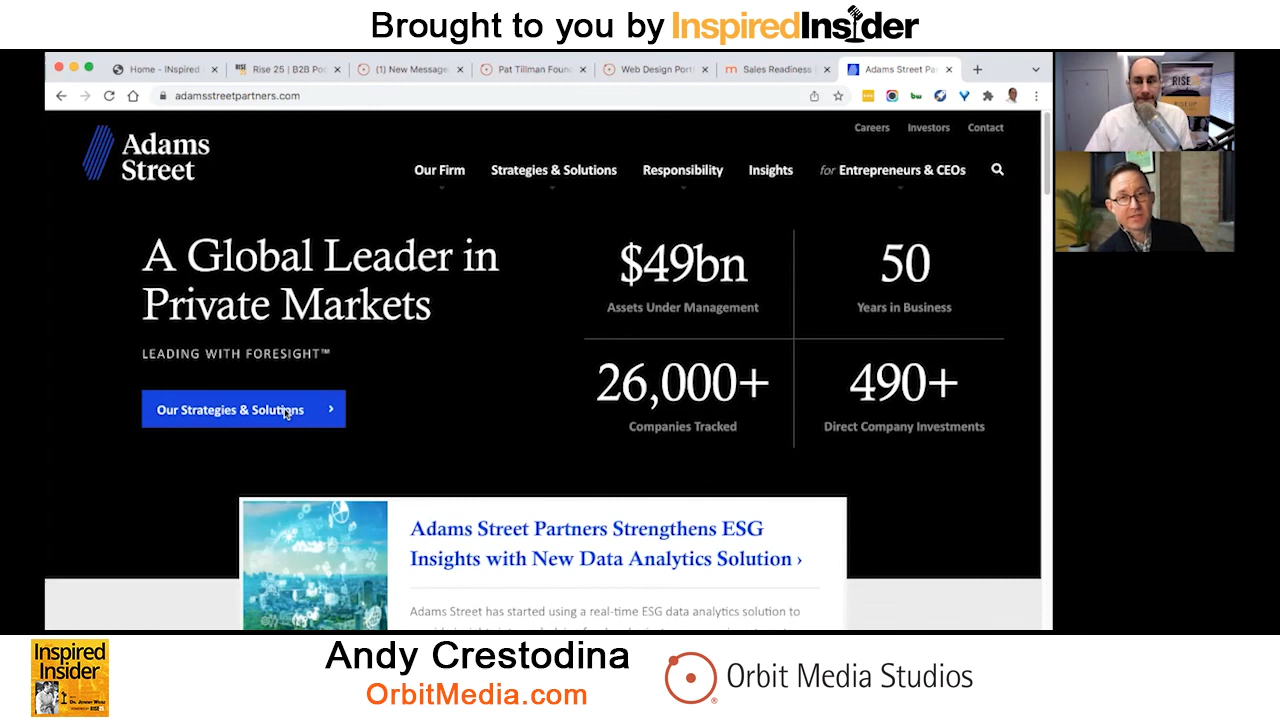 Brought to you by InspiredInsider
Home - INspired
Rise 25 | B2B Po
(1) New Message
Pat Tillman Foun
Web Design Port
Sales Readiness
Adams Street Pa
adamsstreetpartners.com
RISE
Careers
Investors
Contact
Adams
Street
Our Firm
Strategies & Solutions
Responsibility
Insights
for Entrepreneurs & CEOs
A Global Leader in
Private Markets
LEADING WITH FORESIGHT™
Our Strategies & Solutions ›
$49bn
Assets Under Management
50
Years in Business
26,000+
Companies Tracked
490+
Direct Company Investments
Adams Street Partners Strengthens ESG
Insights with New Data Analytics Solution ›
Adams Street has started using a real-time ESG data analytics solution to
Inspired
Insider
Andy Crestodina
OrbitMedia.com
Orbit Media Studios